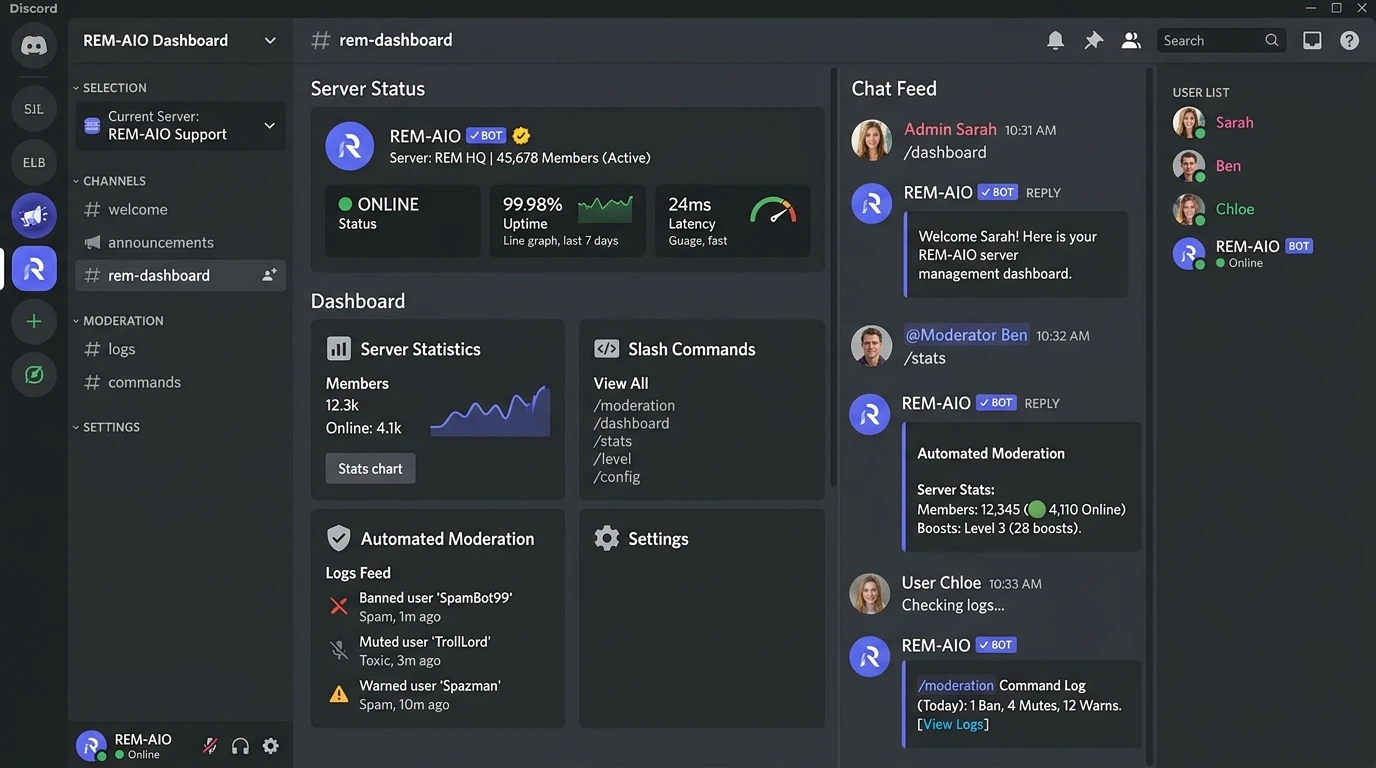 Discord
SJL
ELB
REM-AIO Dashboard
SELECTION
Current Server:
REM-AIO Support
CHANNELS
# welcome
announcements
# rem-dashboard
MODERATION
# logs
# commands
SETTINGS
REM-AIO
Online
# rem-dashboard
Search
Server Status
REM-AIO ✓ BOT
Server: REM HQ | 45,678 Members (Active)
ONLINE
Status
99.98%
Uptime
Line graph, last 7 days
24ms
Latency
Guage, fast
Dashboard
Server Statistics
Members
12.3k
Online: 4.1k
Stats chart
</> Slash Commands
View All
/moderation
/dashboard
/stats
/level
/config
Automated Moderation
Logs Feed
Banned user 'SpamBot99'
Spam, 1m ago
Muted user 'TrollLord'
Toxic, 3m ago
Warned user 'Spazman'
Spam, 10m ago
Settings
Chat Feed
Admin Sarah 10:31 AM
/dashboard
REM-AIO ✓ BOT REPLY
Welcome Sarah! Here is your
REM-AIO server
management dashboard.
@Moderator Ben 10:32 AM
/stats
REM-AIO ✓ BOT REPLY
Automated Moderation
Server Stats:
Members: 12,345 (🟢 4,110 Online)
Boosts: Level 3 (28 boosts).
User Chloe 10:33 AM
Checking logs...
REM-AIO ✓ BOT
/moderation Command Log
(Today): 1 Ban, 4 Mutes, 12 Warns.
[View Logs]
USER LIST
Sarah
Ben
Chloe
REM-AIO BOT
Online